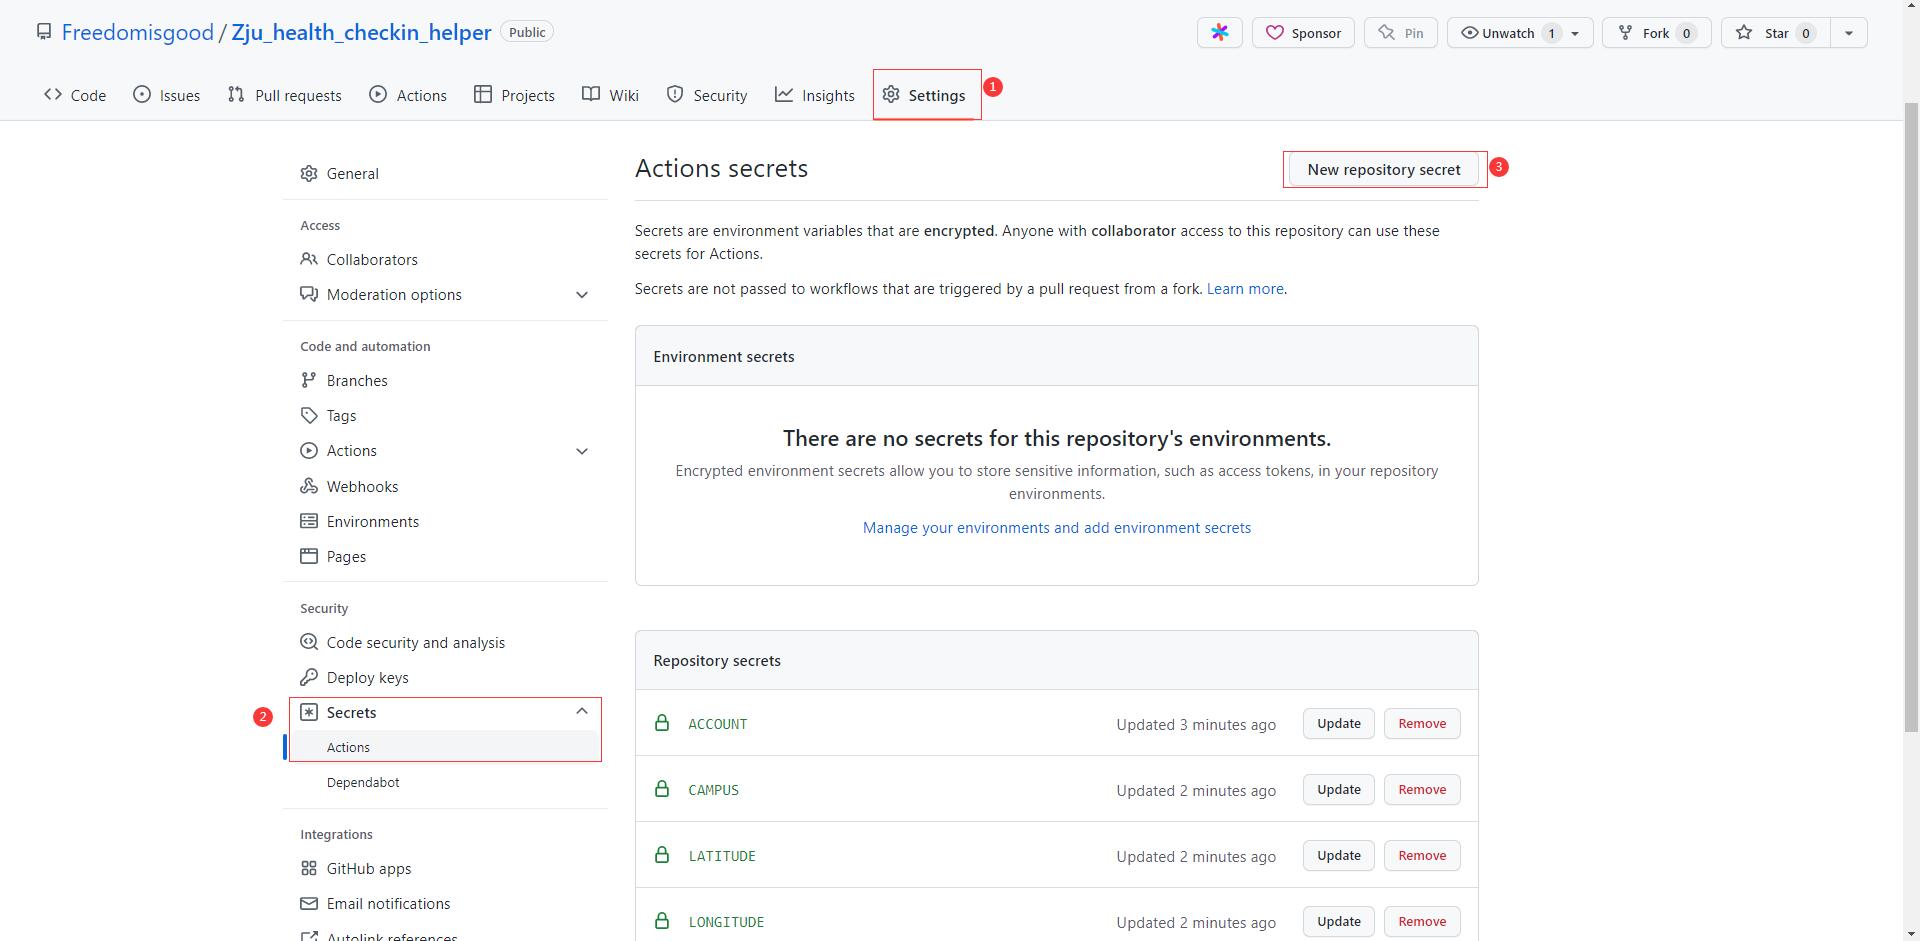 Freedomisgood / Zju_health_checkin_helper Public
Sponsor Pin Unwatch 1 Fork 0 Star 0
Code Issues Pull requests Actions Projects Wiki Security Insights Settings 1
General
Access
Collaborators
Moderation options
Code and automation
Branches
Tags
Actions
Webhooks
Environments
Pages
Security
Code security and analysis
Deploy keys
2 Secrets
Actions
Dependabot
Integrations
GitHub apps
Email notifications
Autolink references
Actions secrets
New repository secret 3
Secrets are environment variables that are encrypted. Anyone with collaborator access to this repository can use these
secrets for Actions.
Secrets are not passed to workflows that are triggered by a pull request from a fork. Learn more.
Environment secrets
There are no secrets for this repository's environments.
Encrypted environment secrets allow you to store sensitive information, such as access tokens, in your repository
environments.
Manage your environments and add environment secrets
Repository secrets
ACCOUNT Updated 3 minutes ago Update Remove
CAMPUS Updated 2 minutes ago Update Remove
LATITUDE Updated 2 minutes ago Update Remove
LONGITUDE Updated 2 minutes ago Update Remove